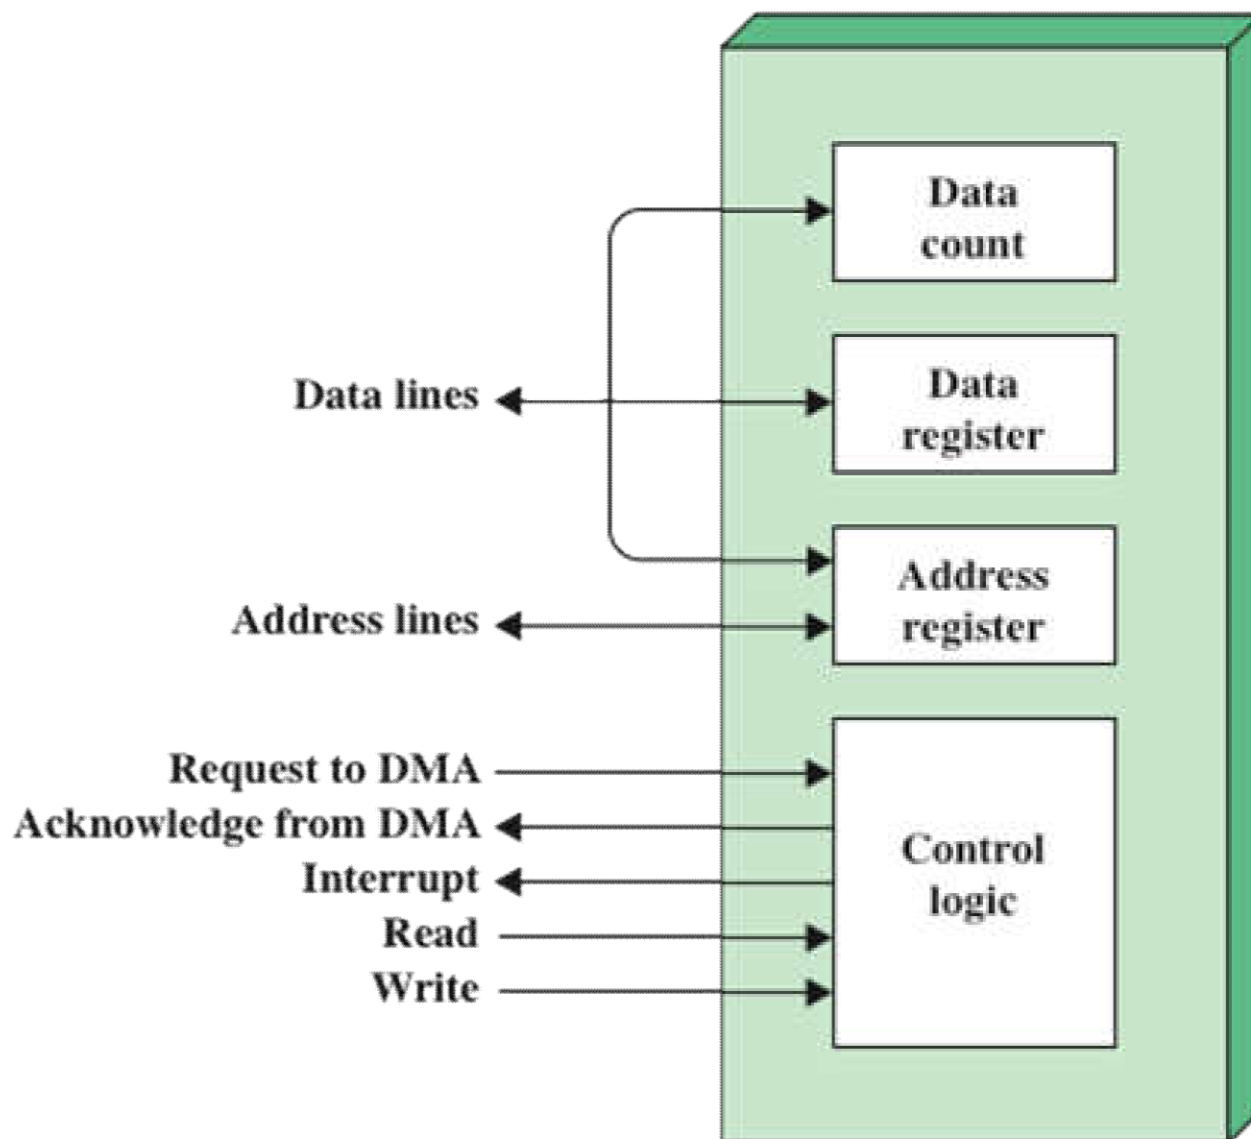 Data
count
Data lines
Data
register
Address
register
Address lines
Request to DMA
Acknowledge from DMA
Interrupt
Read
Write
Control
logic